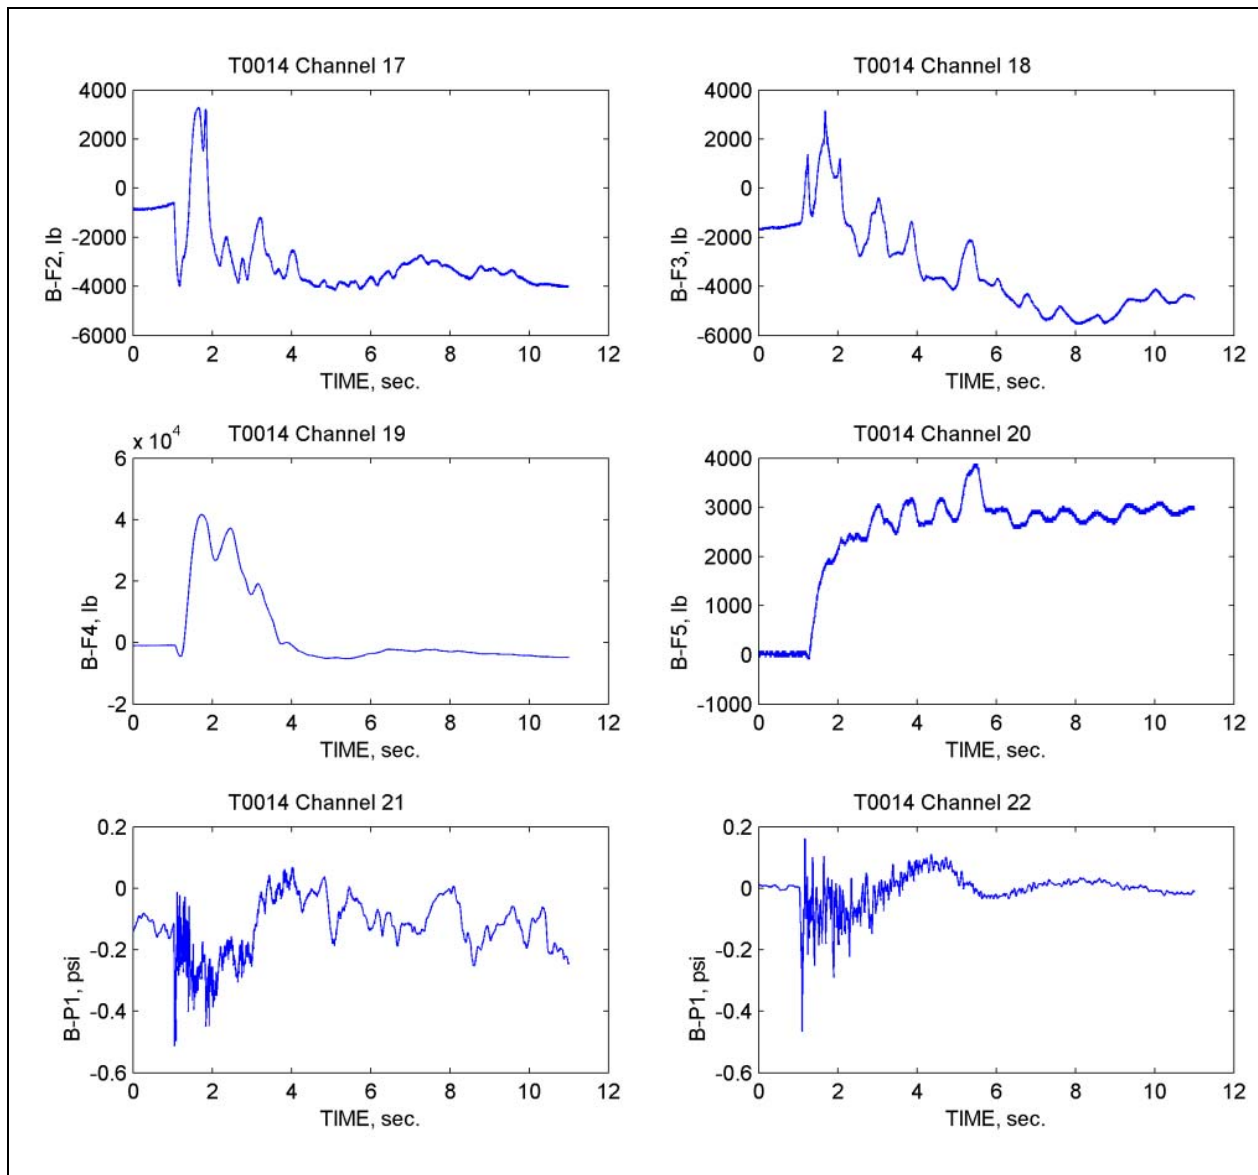 T0014 Channel 17
4000
2000
0
-2000
-4000
-6000
B-F2, lb
0 2 4 6 8 10 12
TIME, sec.
T0014 Channel 18
4000
2000
0
-2000
-4000
-6000
B-F3, lb
0 2 4 6 8 10 12
TIME, sec.
T0014 Channel 19
x 10^4
6
4
2
0
-2
B-F4, lb
0 2 4 6 8 10 12
TIME, sec.
T0014 Channel 20
4000
3000
2000
1000
0
-1000
B-F5, lb
0 2 4 6 8 10 12
TIME, sec.
T0014 Channel 21
0.2
0
-0.2
-0.4
-0.6
B-P1, psi
0 2 4 6 8 10 12
TIME, sec.
T0014 Channel 22
0.2
0
-0.2
-0.4
-0.6
B-P1, psi
0 2 4 6 8 10 12
TIME, sec.